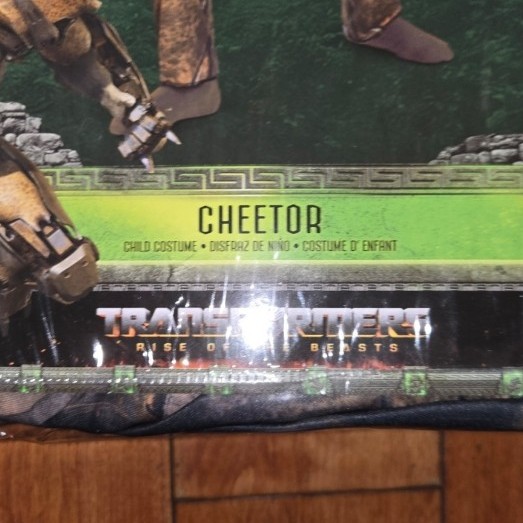 CHEETOR
CHILD COSTUME • DISFRAZ DE NIÑO • COSTUME D' ENFANT
TRANSFORMERS
RISE OF THE BEASTS